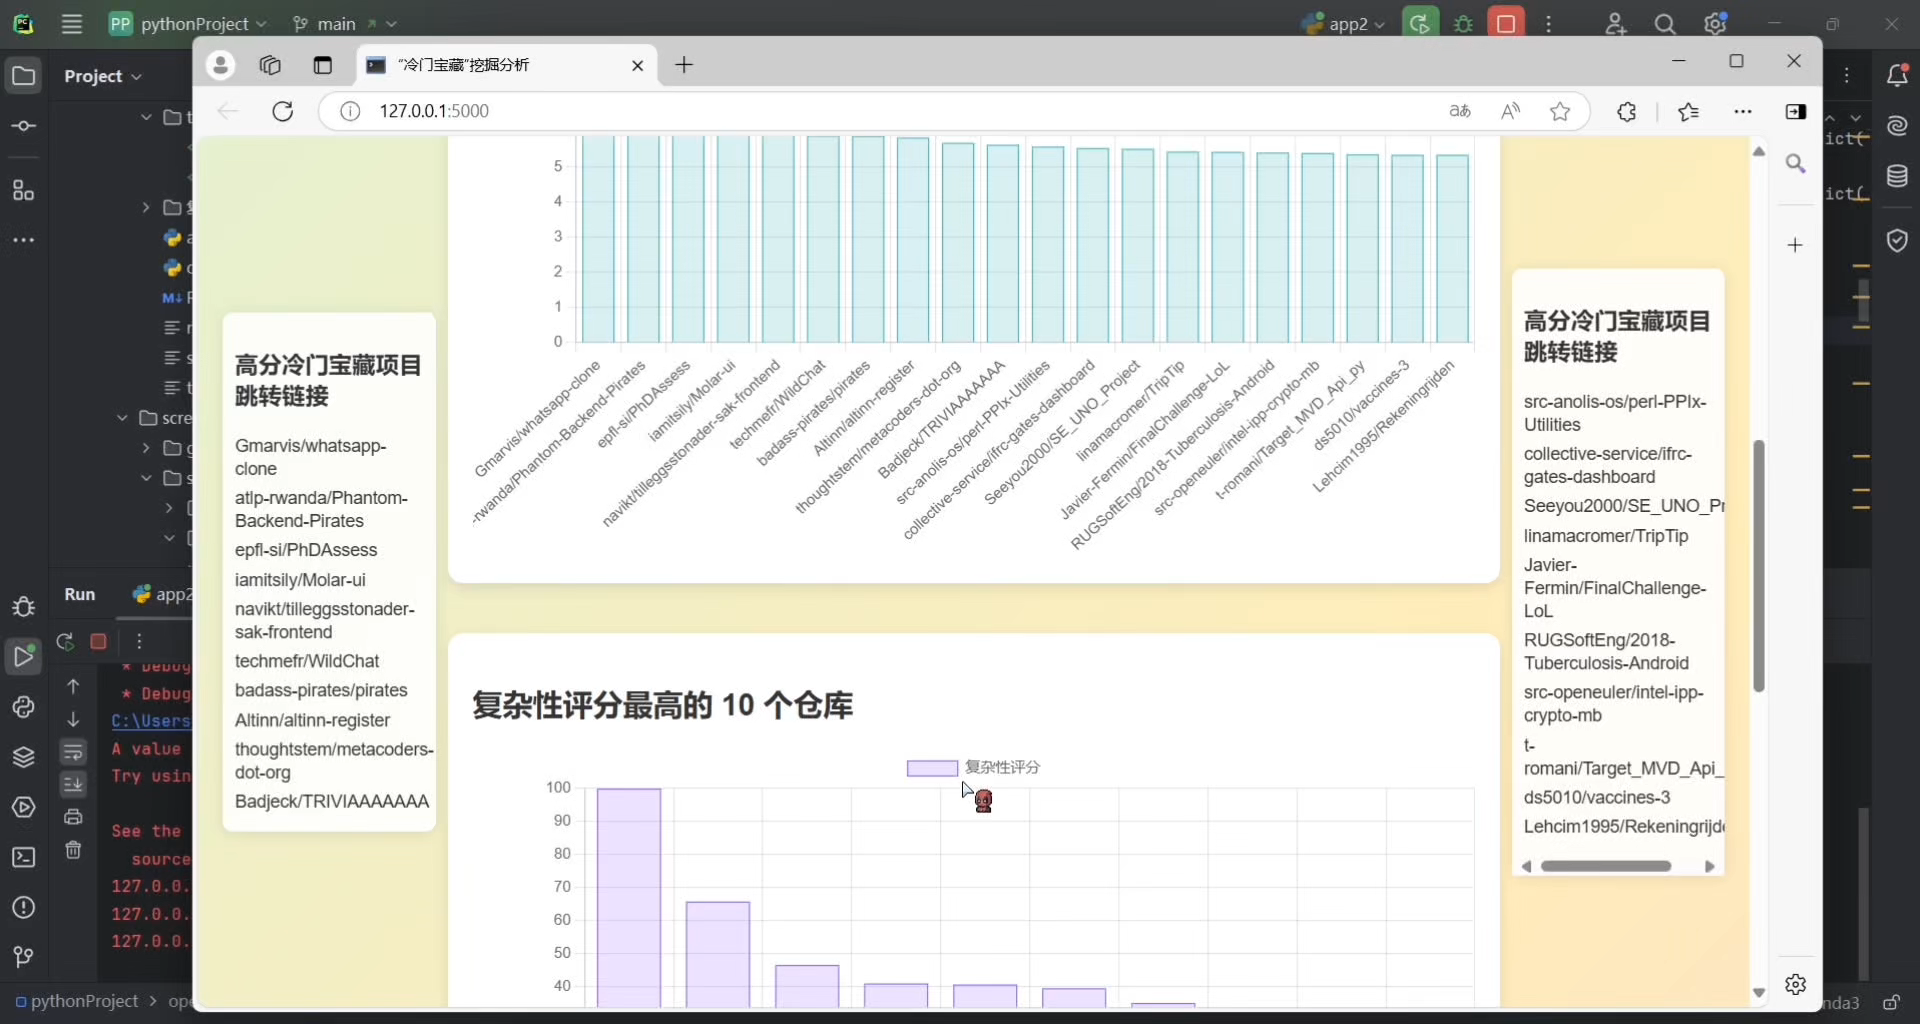 PP pythonProject
main
app2
Project
"冷门宝藏"挖掘分析
127.0.0.1:5000
ict(
ict(
scre
5
4
3
2
1
0
Gmarvis/whatsapp-clone
-rwanda/Phantom-Backend-Pirates
epfl-si/PhDAssess
iamitsily/Molar-ui
navikt/tilleggsstonader-sak-frontend
techmefr/WildChat
badass-pirates/pirates
Altinn/altinn-register
thoughtstem/metacoders-dot-org
Badjeck/TRIVIAAAAAAA
src-anolis-os/perl-PPIx-Utilities
collective-service/ifrc-gates-dashboard
Seeyou2000/SE_UNO_Project
linamacromer/TripTip
Javier-Fermin/FinalChallenge-LoL
RUGSoftEng/2018-Tuberculosis-Android
src-openeuler/intel-ipp-crypto-mb
t-romani/Target_MVD_Api_py
ds5010/vaccines-3
Lehcim1995/Rekeningrijden
高分冷门宝藏项目
跳转链接
Gmarvis/whatsapp-
clone
atlp-rwanda/Phantom-
Backend-Pirates
epfl-si/PhDAssess
iamitsily/Molar-ui
navikt/tilleggsstonader-
sak-frontend
techmefr/WildChat
badass-pirates/pirates
Altinn/altinn-register
thoughtstem/metacoders-
dot-org
Badjeck/TRIVIAAAAAAA
高分冷门宝藏项目
跳转链接
src-anolis-os/perl-PPIx-
Utilities
collective-service/ifrc-
gates-dashboard
Seeyou2000/SE_UNO_Pr
linamacromer/TripTip
Javier-
Fermin/FinalChallenge-
LoL
RUGSoftEng/2018-
Tuberculosis-Android
src-openeuler/intel-ipp-
crypto-mb
t-
romani/Target_MVD_Api_
ds5010/vaccines-3
Lehcim1995/Rekeningrijde
复杂性评分最高的 10 个仓库
复杂性评分
100
90
80
70
60
50
40
Run
app2
* Debug
* Debug
C:\Users
A value
Try usin
See the
source
127.0.0.
127.0.0.
127.0.0.
pythonProject > ope
nda3